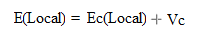 E(Local) = Ec(Local) + Vc